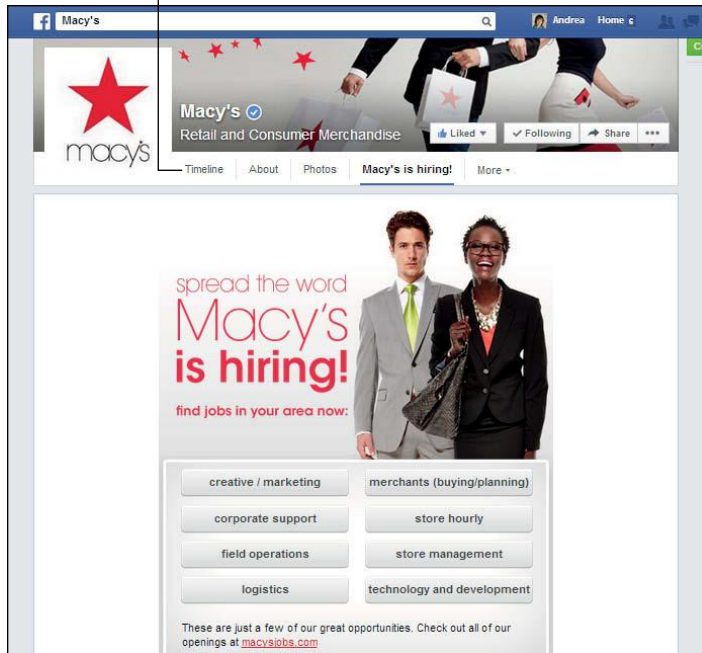 Macy's
Andrea Home 6
Macy's
Retail and Consumer Merchandise
Liked Following Share
macy's
Timeline About Photos Macy's is hiring! More
spread the word
Macy's
is hiring!
find jobs in your area now:
creative / marketing merchants (buying/planning)
corporate support store hourly
field operations store management
logistics technology and development
These are just a few of our great opportunities. Check out all of our
openings at macysjobs.com